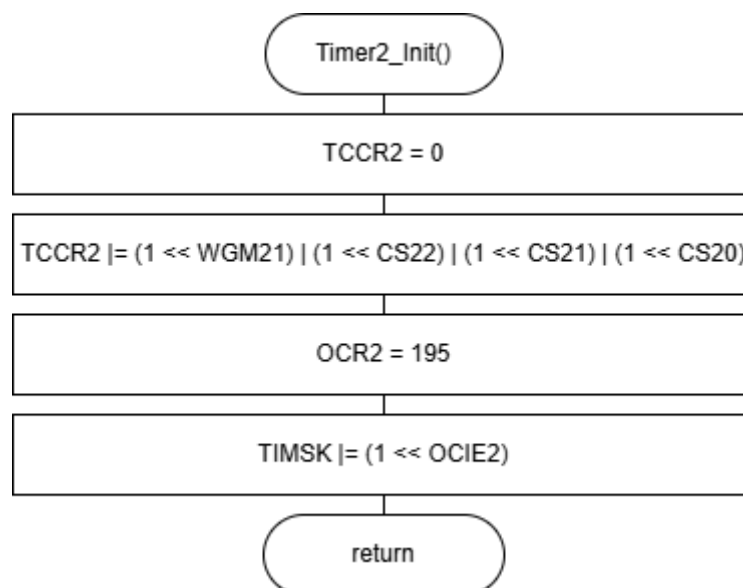 Timer2_Init()
TCCR2 = 0
TCCR2 |= (1 << WGM21) | (1 << CS22) | (1 << CS21) | (1 << CS20)
OCR2 = 195
TIMSK |= (1 << OCIE2)
return